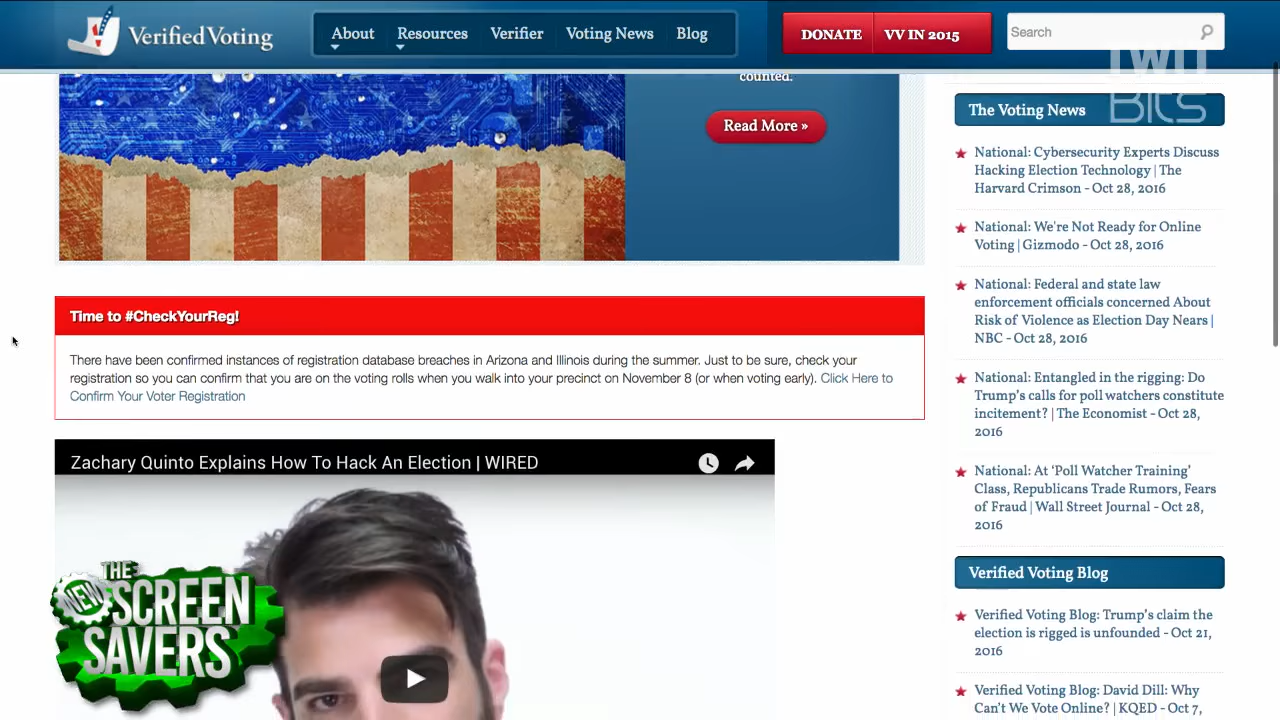 VerifiedVoting
About
Resources
Verifier
Voting News
Blog
DONATE
VV IN 2015
Search
TWiT
BITS
counted.
Read More »
Time to #CheckYourReg!
There have been confirmed instances of registration database breaches in Arizona and Illinois during the summer. Just to be sure, check your
registration so you can confirm that you are on the voting rolls when you walk into your precinct on November 8 (or when voting early). Click Here to
Confirm Your Voter Registration
Zachary Quinto Explains How To Hack An Election | WIRED
THE
NEW
SCREEN
SAVERS
The Voting News
National: Cybersecurity Experts Discuss
Hacking Election Technology | The
Harvard Crimson - Oct 28, 2016
National: We're Not Ready for Online
Voting | Gizmodo - Oct 28, 2016
National: Federal and state law
enforcement officials concerned About
Risk of Violence as Election Day Nears |
NBC - Oct 28, 2016
National: Entangled in the rigging: Do
Trump's calls for poll watchers constitute
incitement? | The Economist - Oct 28,
2016
National: At 'Poll Watcher Training'
Class, Republicans Trade Rumors, Fears
of Fraud | Wall Street Journal - Oct 28,
2016
Verified Voting Blog
Verified Voting Blog: Trump's claim the
election is rigged is unfounded - Oct 21,
2016
Verified Voting Blog: David Dill: Why
Can't We Vote Online? | KQED - Oct 7,